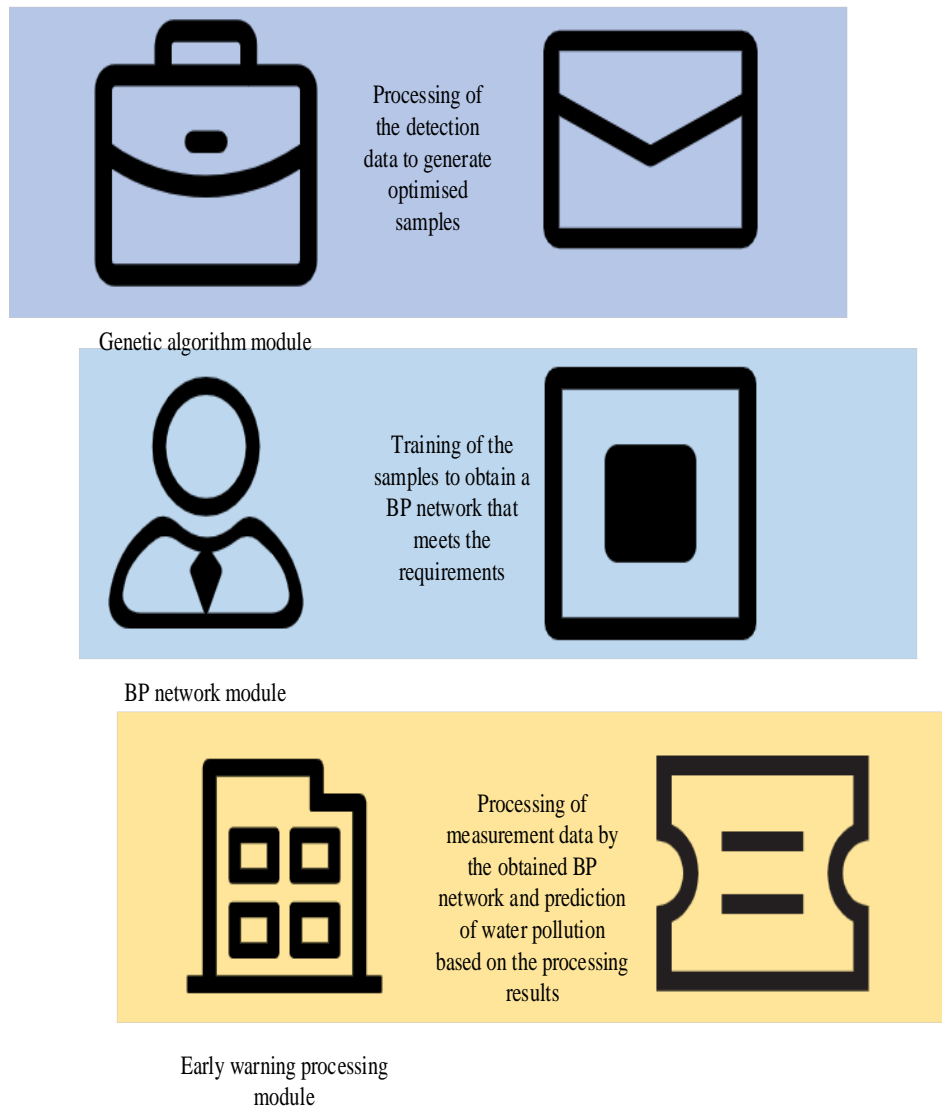 Processing of
the detection
data to generate
optimised
samples
Genetic algorithm module
Training of the
samples to obtain a
BP network that
meets the
requirements
BP network module
Processing of
measurement data by
the obtained BP
network and prediction
of water pollution
based on the processing
results
Early warning processing
module